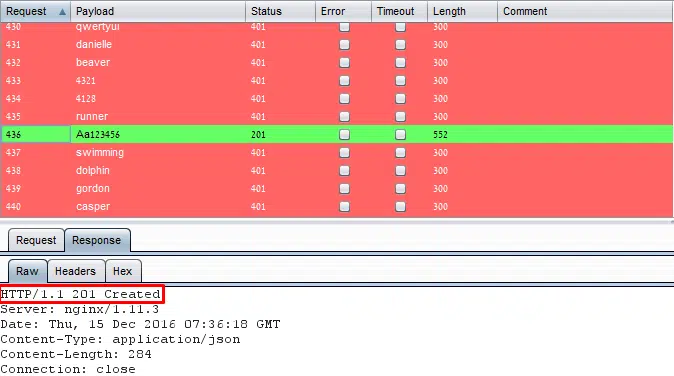 Request Payload Status Error Timeout Length Comment
430 qwertyui 401 300
431 danielle 401 300
432 beaver 401 300
433 4321 401 300
434 4128 401 300
435 runner 401 300
436 Aa123456 201 552
437 swimming 401 300
438 dolphin 401 300
439 gordon 401 300
440 casper 401 300
Request Response
Raw Headers Hex
HTTP/1.1 201 Created
Server: nginx/1.11.3
Date: Thu, 15 Dec 2016 07:36:18 GMT
Content-Type: application/json
Content-Length: 284
Connection: close